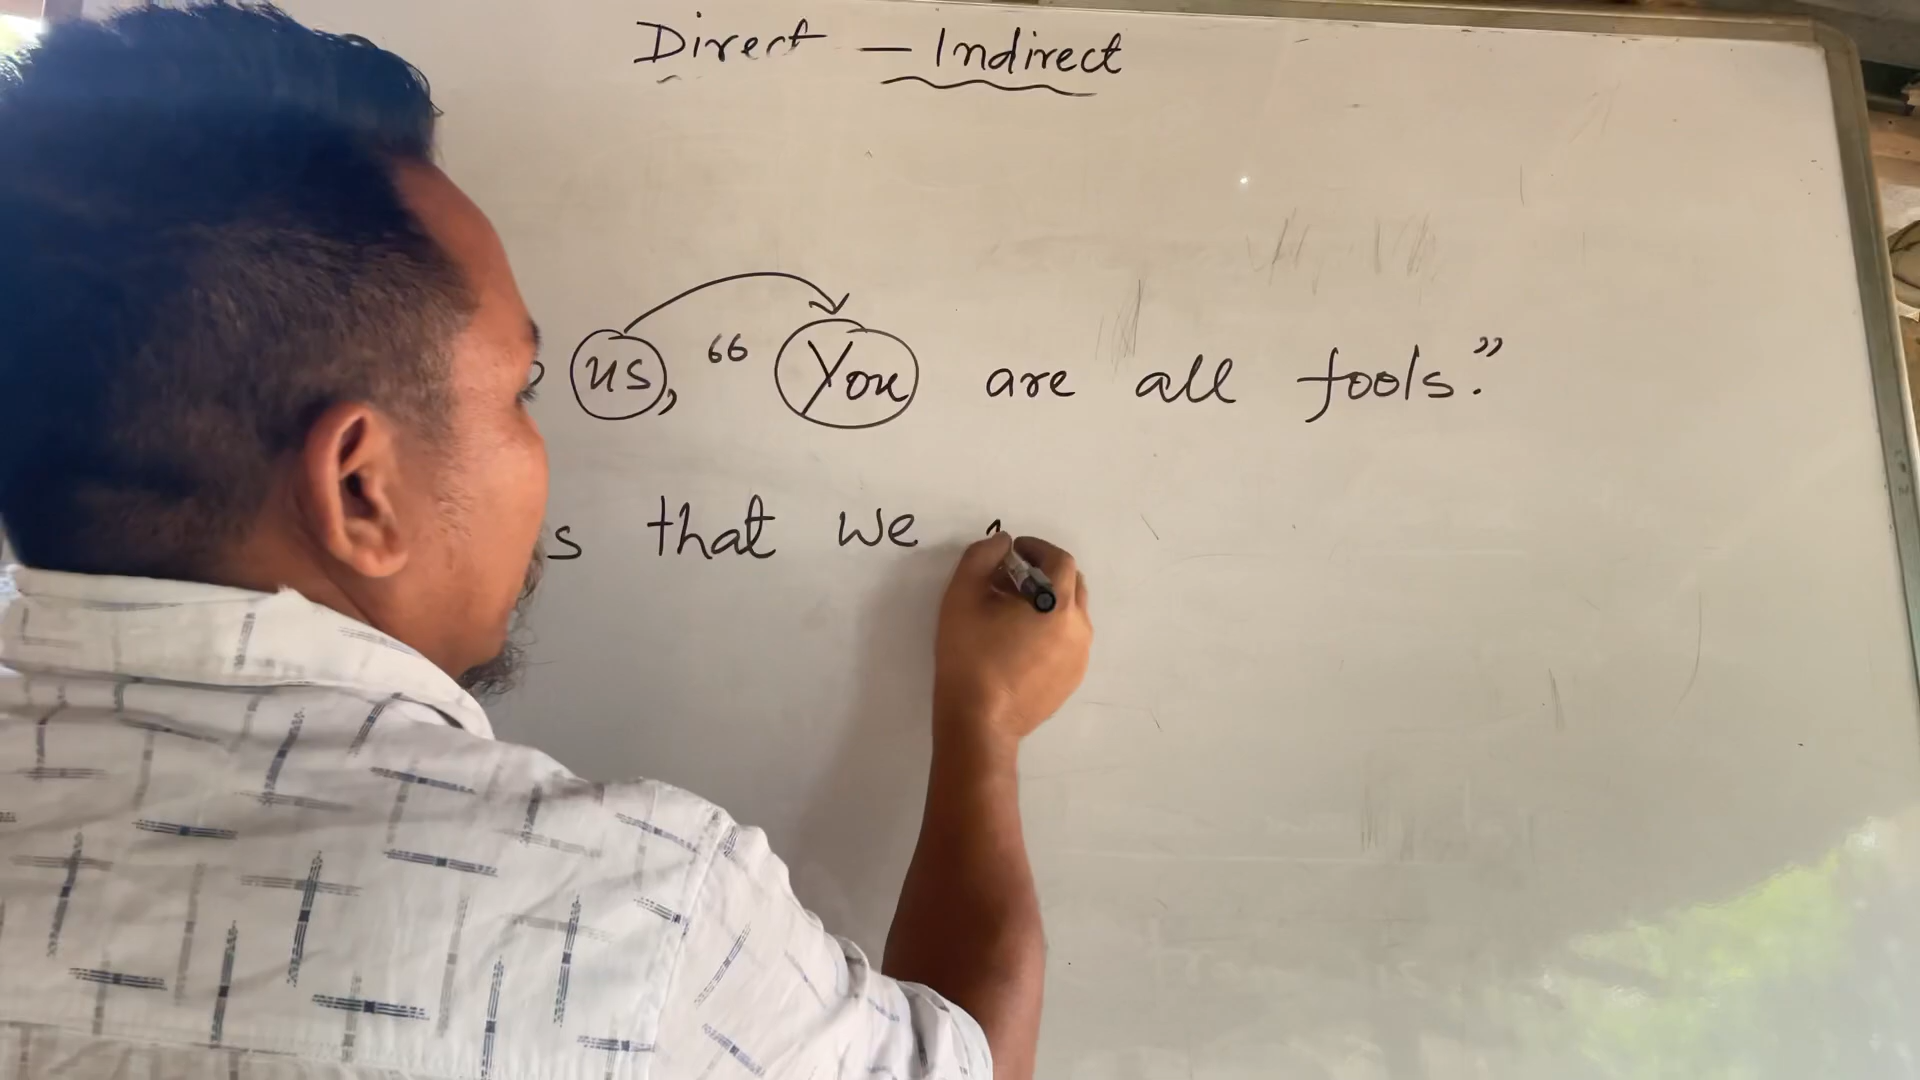 Direct - Indirect
us, “ You are all fools.”
s that we